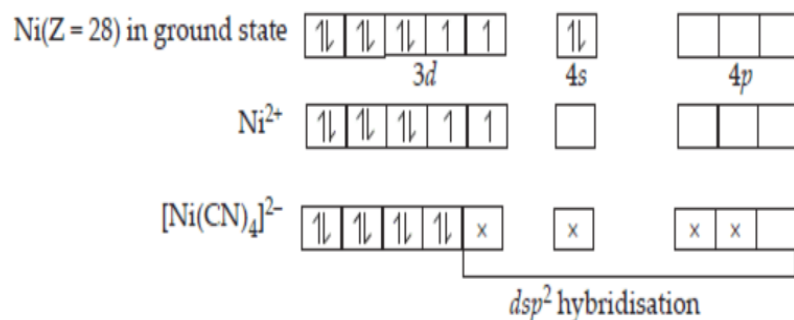 Ni(Z = 28) in ground state
3d 4s 4p
Ni²⁺
[Ni(CN)₄]²⁻ x x x x
dsp² hybridisation